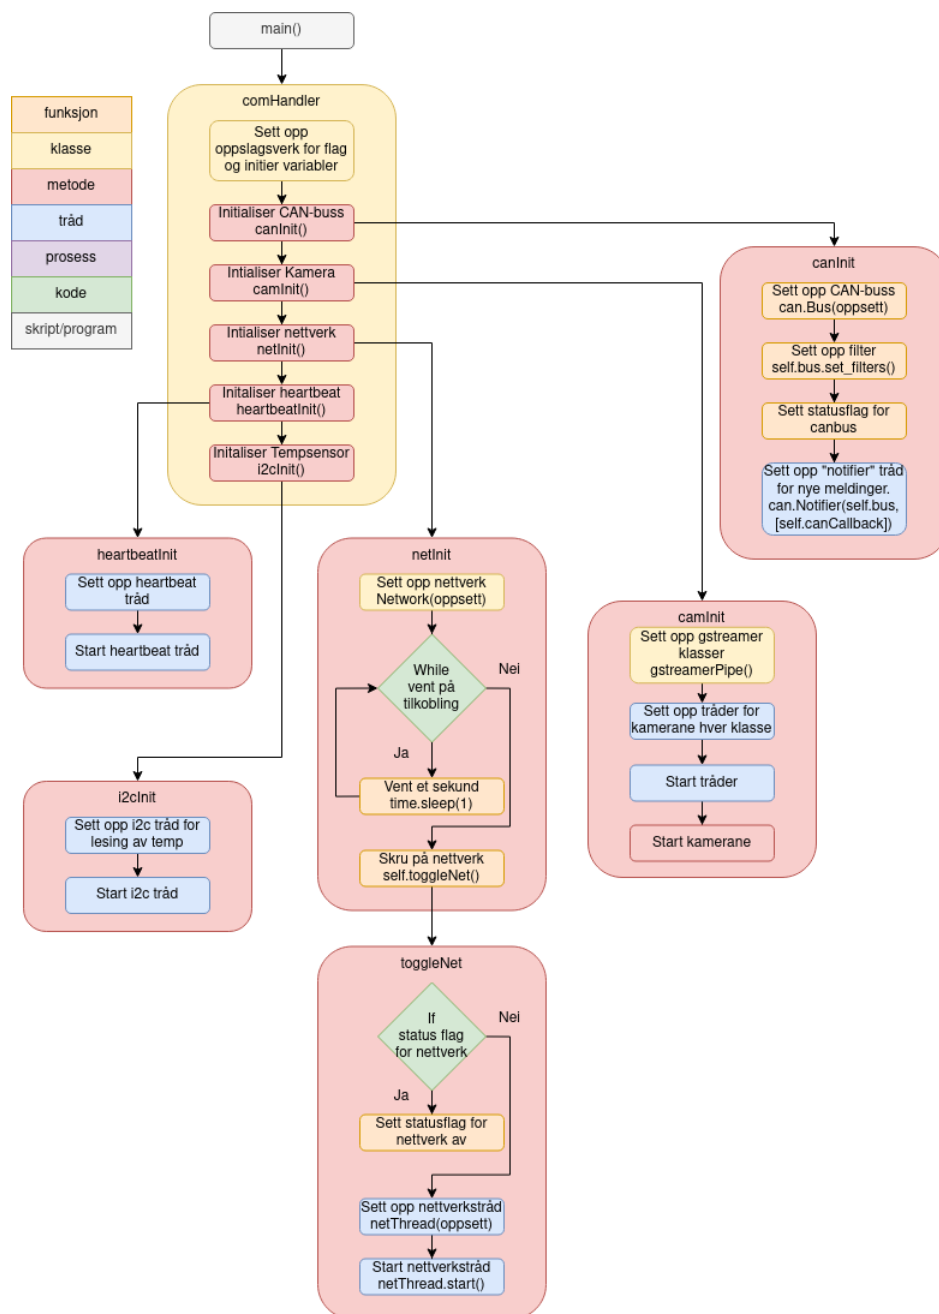 main()
funksjon
klasse
metode
tråd
prosess
kode
skript/program
comHandler
Sett opp
oppslagsverk for flag
og initier variabler
Initialiser CAN-buss
canInit()
Intialiser Kamera
camInit()
Intialiser nettverk
netInit()
Initaliser heartbeat
heartbeatInit()
Initaliser Tempsensor
i2cInit()
canInit
Sett opp CAN-buss
can.Bus(oppsett)
Sett opp filter
self.bus.set_filters()
Sett statusflag for
canbus
Sett opp "notifier" tråd
for nye meldinger.
can.Notifier(self.bus,
[self.canCallback])
heartbeatInit
Sett opp heartbeat
tråd
Start heartbeat tråd
i2cInit
Sett opp i2c tråd for
lesing av temp
Start i2c tråd
netInit
Sett opp nettverk
Network(oppsett)
While
vent på
tilkobling
Nei
Ja
Vent et sekund
time.sleep(1)
Skru på nettverk
self.toggleNet()
camInit
Sett opp gstreamer
klasser
gstreamerPipe()
Sett opp tråder for
kamerane hver klasse
Start tråder
Start kamerane
toggleNet
If
status flag
for nettverk
Nei
Ja
Sett statusflag for
nettverk av
Sett opp nettverkstråd
netThread(oppsett)
Start nettverkstråd
netThread.start()